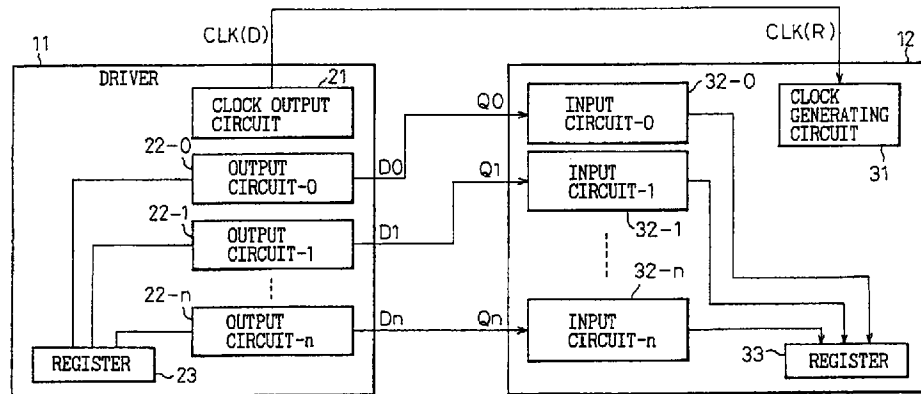 CLK(D)
CLK(R)
11
12
DRIVER
21
CLOCK OUTPUT
CIRCUIT
22-0
OUTPUT
CIRCUIT-0
D0
Q0
INPUT
CIRCUIT-0
32-0
CLOCK
GENERATING
CIRCUIT
31
22-1
OUTPUT
CIRCUIT-1
D1
Q1
INPUT
CIRCUIT-1
32-1
22-n
OUTPUT
CIRCUIT-n
Dn
Qn
INPUT
CIRCUIT-n
32-n
REGISTER
23
33
REGISTER